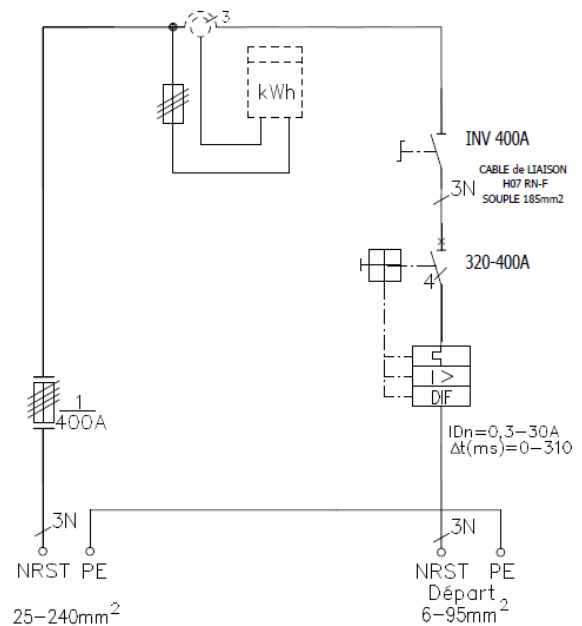 3
kWh
INV 400A
CABLE de LIAISON
H07 RN-F
SOUPLE 185mm2
3N
320-400A
4
I >
DIF
1
400A
IDn=0,3-30A
Δt(ms)=0-310
3N
3N
NRST PE
NRST PE
Départ
25-240mm²
6-95mm²